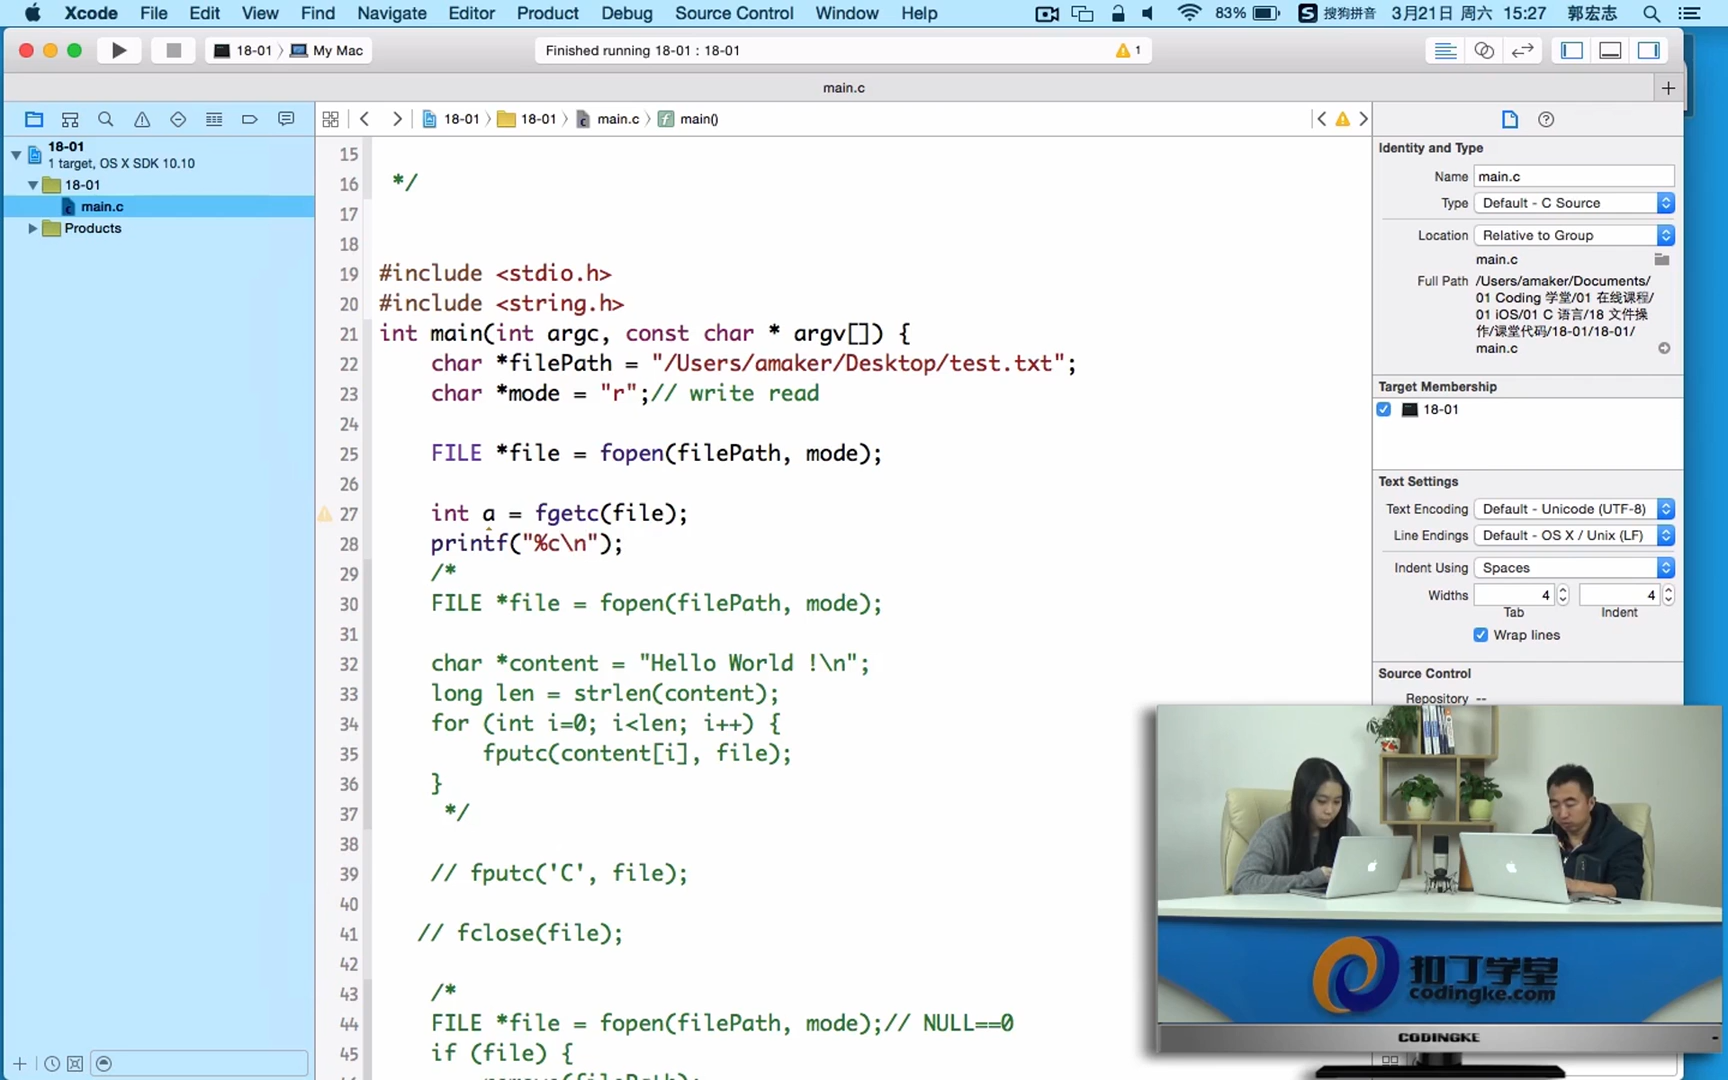 Xcode File Edit View Find Navigate Editor Product Debug Source Control Window Help 83% S 搜狗拼音 3月21日 周六 15:27 郭宏志
18-01 〉 My Mac Finished running 18-01 : 18-01 1
main.c
18-01 〉 18-01 〉 main.c 〉 main()
18-01
1 target, OS X SDK 10.10
18-01
main.c
Products
15
16 */
17
18
19 #include <stdio.h>
20 #include <string.h>
21 int main(int argc, const char * argv[]) {
22 char *filePath = "/Users/amaker/Desktop/test.txt";
23 char *mode = "r";// write read
24
25 FILE *file = fopen(filePath, mode);
26
27 int a = fgetc(file);
28 printf("%c\n");
29 /*
30 FILE *file = fopen(filePath, mode);
31
32 char *content = "Hello World !\n";
33 long len = strlen(content);
34 for (int i=0; i<len; i++) {
35 fputc(content[i], file);
36 }
37 */
38
39 // fputc('C', file);
40
41 // fclose(file);
42
43 /*
44 FILE *file = fopen(filePath, mode);// NULL==0
45 if (file) {
Identity and Type
Name main.c
Type Default - C Source
Location Relative to Group
main.c
Full Path /Users/amaker/Documents/
01 Coding 学堂/01 在线课程/
01 iOS/01 C 语言/18 文件操
作/课堂代码/18-01/18-01/
main.c
Target Membership
18-01
Text Settings
Text Encoding Default - Unicode (UTF-8)
Line Endings Default - OS X / Unix (LF)
Indent Using Spaces
Widths 4 4
Tab Indent
Wrap lines
Source Control
Repository --
扣丁学堂
codingke.com
CODINGKE